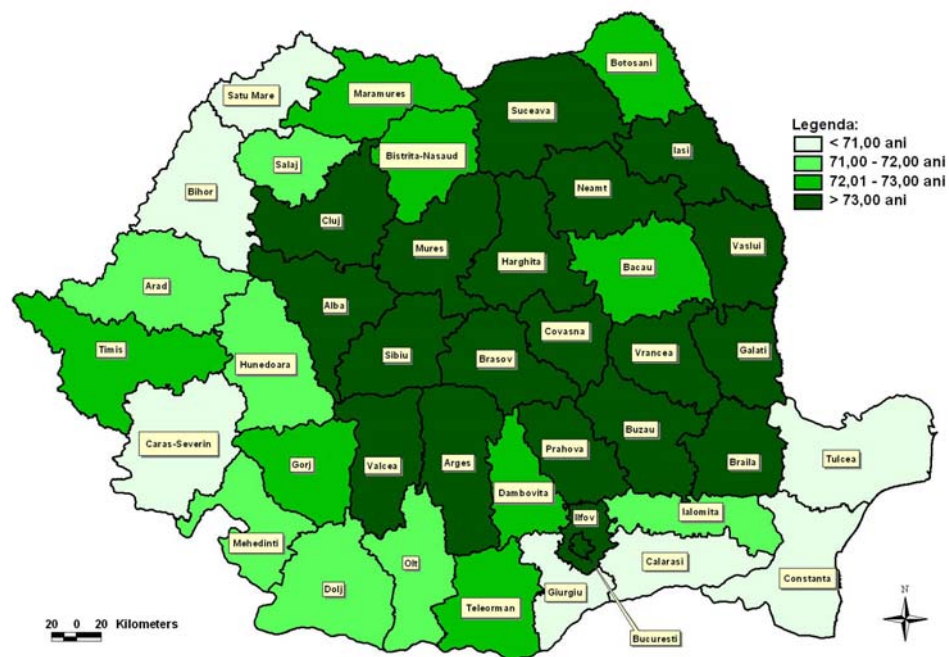 Botosani
Satu Mare
Maramures
Suceava
Legenda:
< 71,00 ani
71,00 - 72,00 ani
72,01 - 73,00 ani
> 73,00 ani
Iasi
Salaj
Bistrita-Nasaud
Bihor
Neamt
Cluj
Mures
Harghita
Vaslui
Bacau
Arad
Alba
Timis
Hunedoara
Sibiu
Brasov
Covasna
Vrancea
Galati
Caras-Severin
Gorj
Valcea
Arges
Prahova
Buzau
Braila
Tulcea
Dambovita
Mehedinti
Olt
Ilfov
Ialomita
Dolj
Teleorman
Giurgiu
Calarasi
Constanta
Bucuresti
20 0 20 Kilometers
N